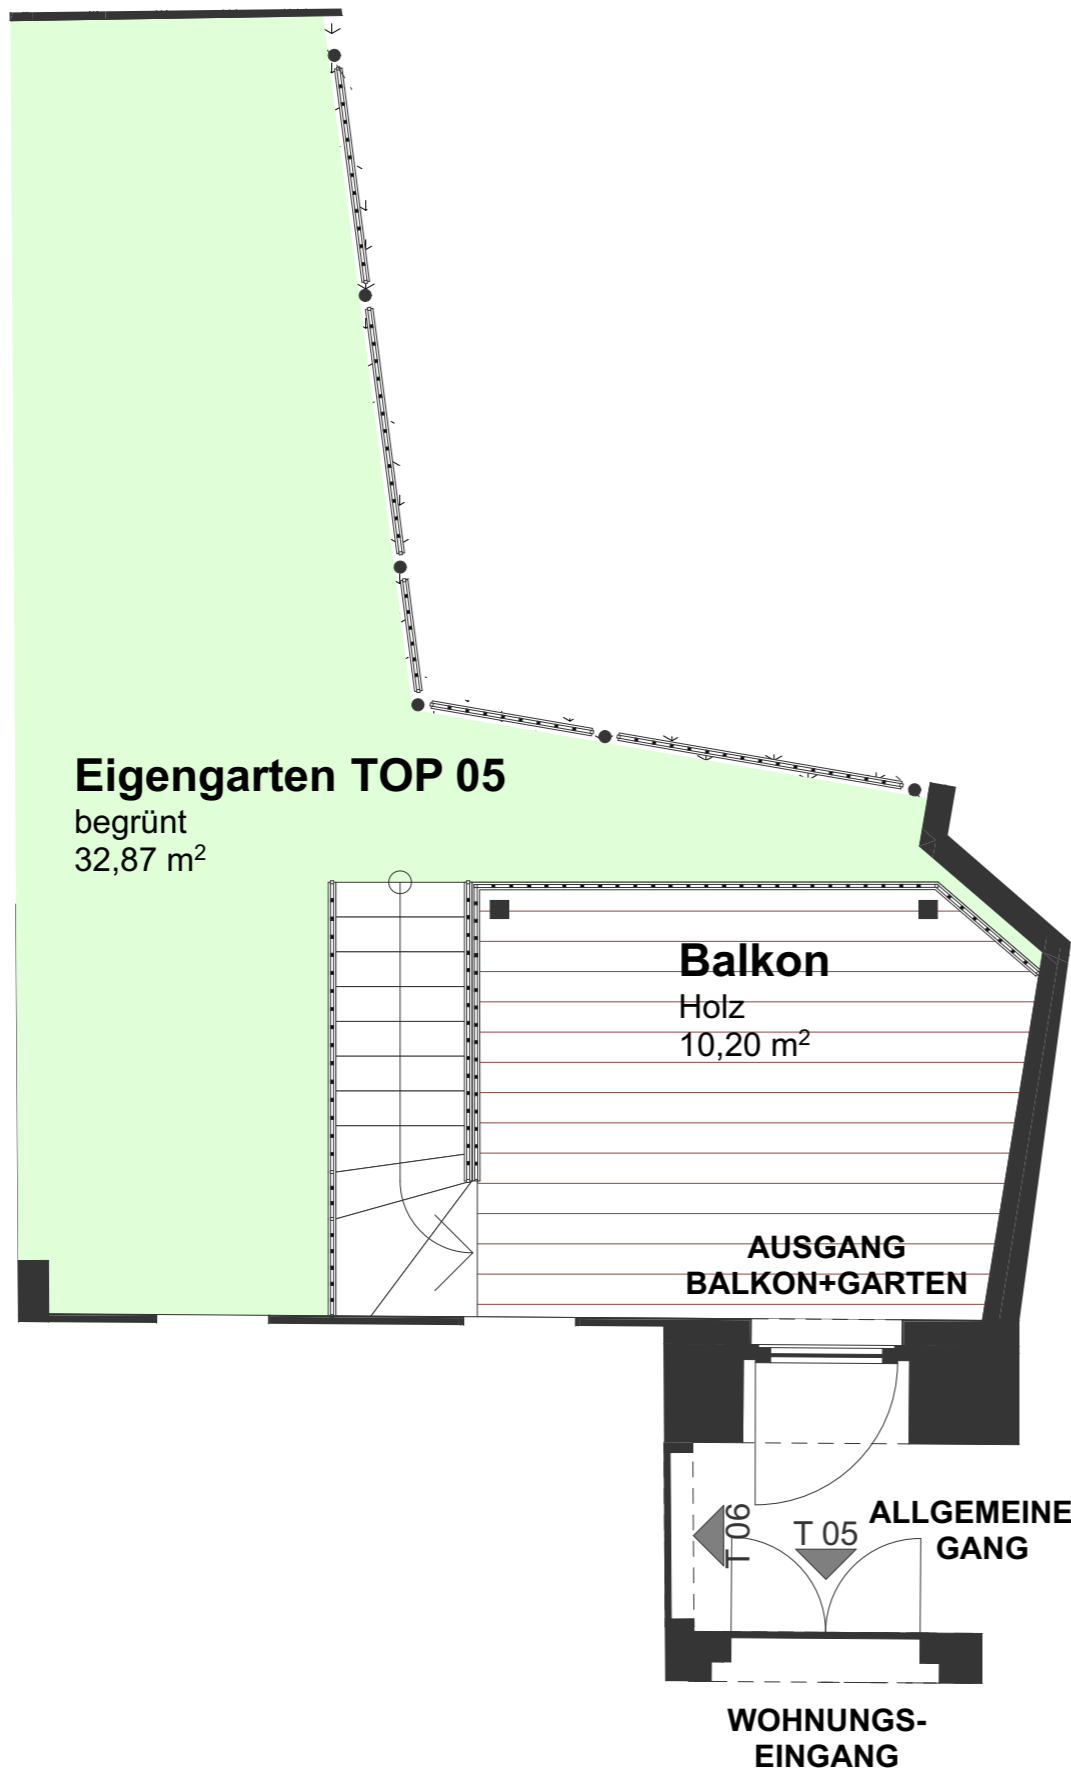 Eigengarten TOP 05
begrünt
32,87 m²
Balkon
Holz
10,20 m²
AUSGANG
BALKON+GARTEN
T 06
T 05
ALLGEMEINE
GANG
WOHNUNGS-
EINGANG